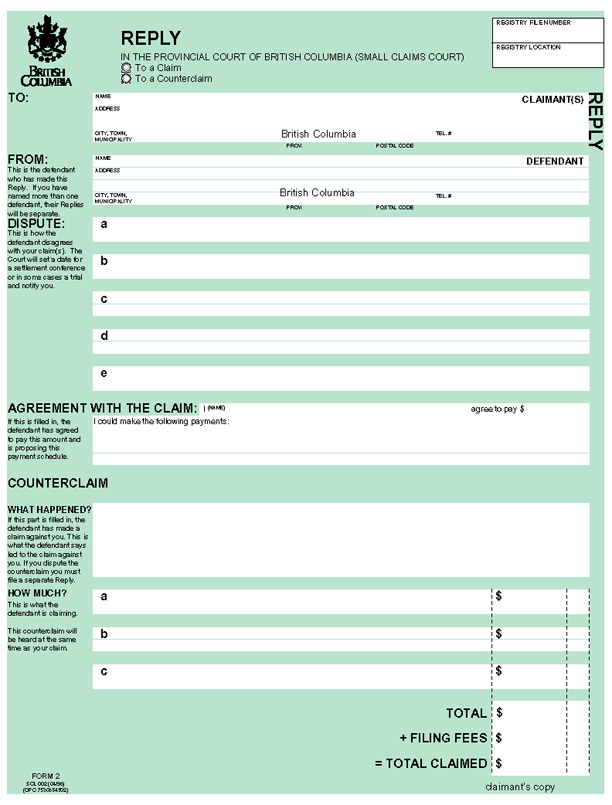 BRITISH
COLUMBIA
REPLY
IN THE PROVINCIAL COURT OF BRITISH COLUMBIA (SMALL CLAIMS COURT)
To a Claim
To a Counterclaim
REGISTRY FILE NUMBER
REGISTRY LOCATION
REPLY
TO:
NAME
CLAIMANT(S)
ADDRESS
CITY, TOWN,
MUNICIPALITY
British Columbia
TEL.#
PROV.
POSTAL CODE
FROM:
This is the defendant
who has made this
Reply. If you have
named more than one
defendant, their Replies
will be separate.
NAME
DEFENDANT
ADDRESS
CITY, TOWN,
MUNICIPALITY
British Columbia
TEL.#
PROV.
POSTAL CODE
DISPUTE:
This is how the
defendant disagrees
with your claim(s). The
Court will set a date for
a settlement conference
or in some cases a trial
and notify you.
a
b
c
d
e
AGREEMENT WITH THE CLAIM: I (NAME) agree to pay $
If this is filled in, the
defendant has agreed
to pay this amount and
is proposing this
payment schedule.
I could make the following payments:
COUNTERCLAIM
WHAT HAPPENED?
If this part is filled in, the
defendant has made a
claim against you. This is
what the defendant says
led to the claim against
you. If you dispute the
counterclaim you must
file a separate Reply.
HOW MUCH?
This is what the
defendant is claiming.
This counterclaim will
be heard at the same
time as your claim.
a $
b $
c $
TOTAL $
+ FILING FEES $
= TOTAL CLAIMED $
FORM 2
claimant's copy